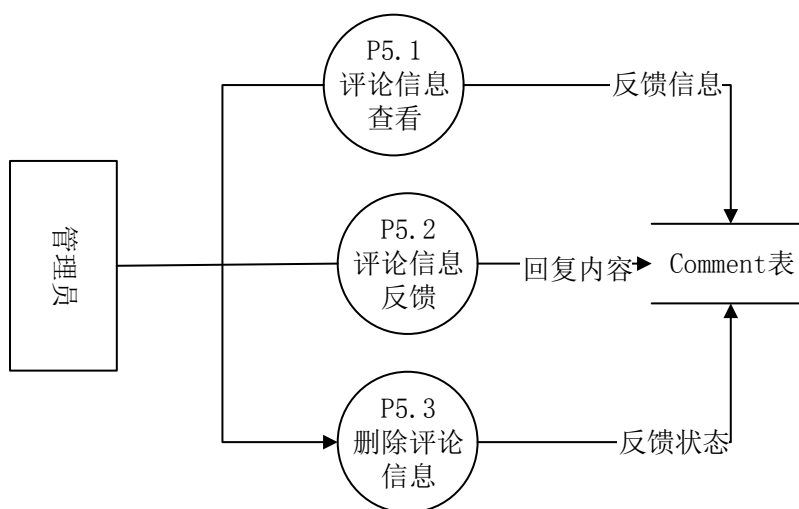 P5.1
评论信息
查看
反馈信息
管理员
P5.2
评论信息
反馈
回复内容
Comment表
P5.3
删除评论
信息
反馈状态